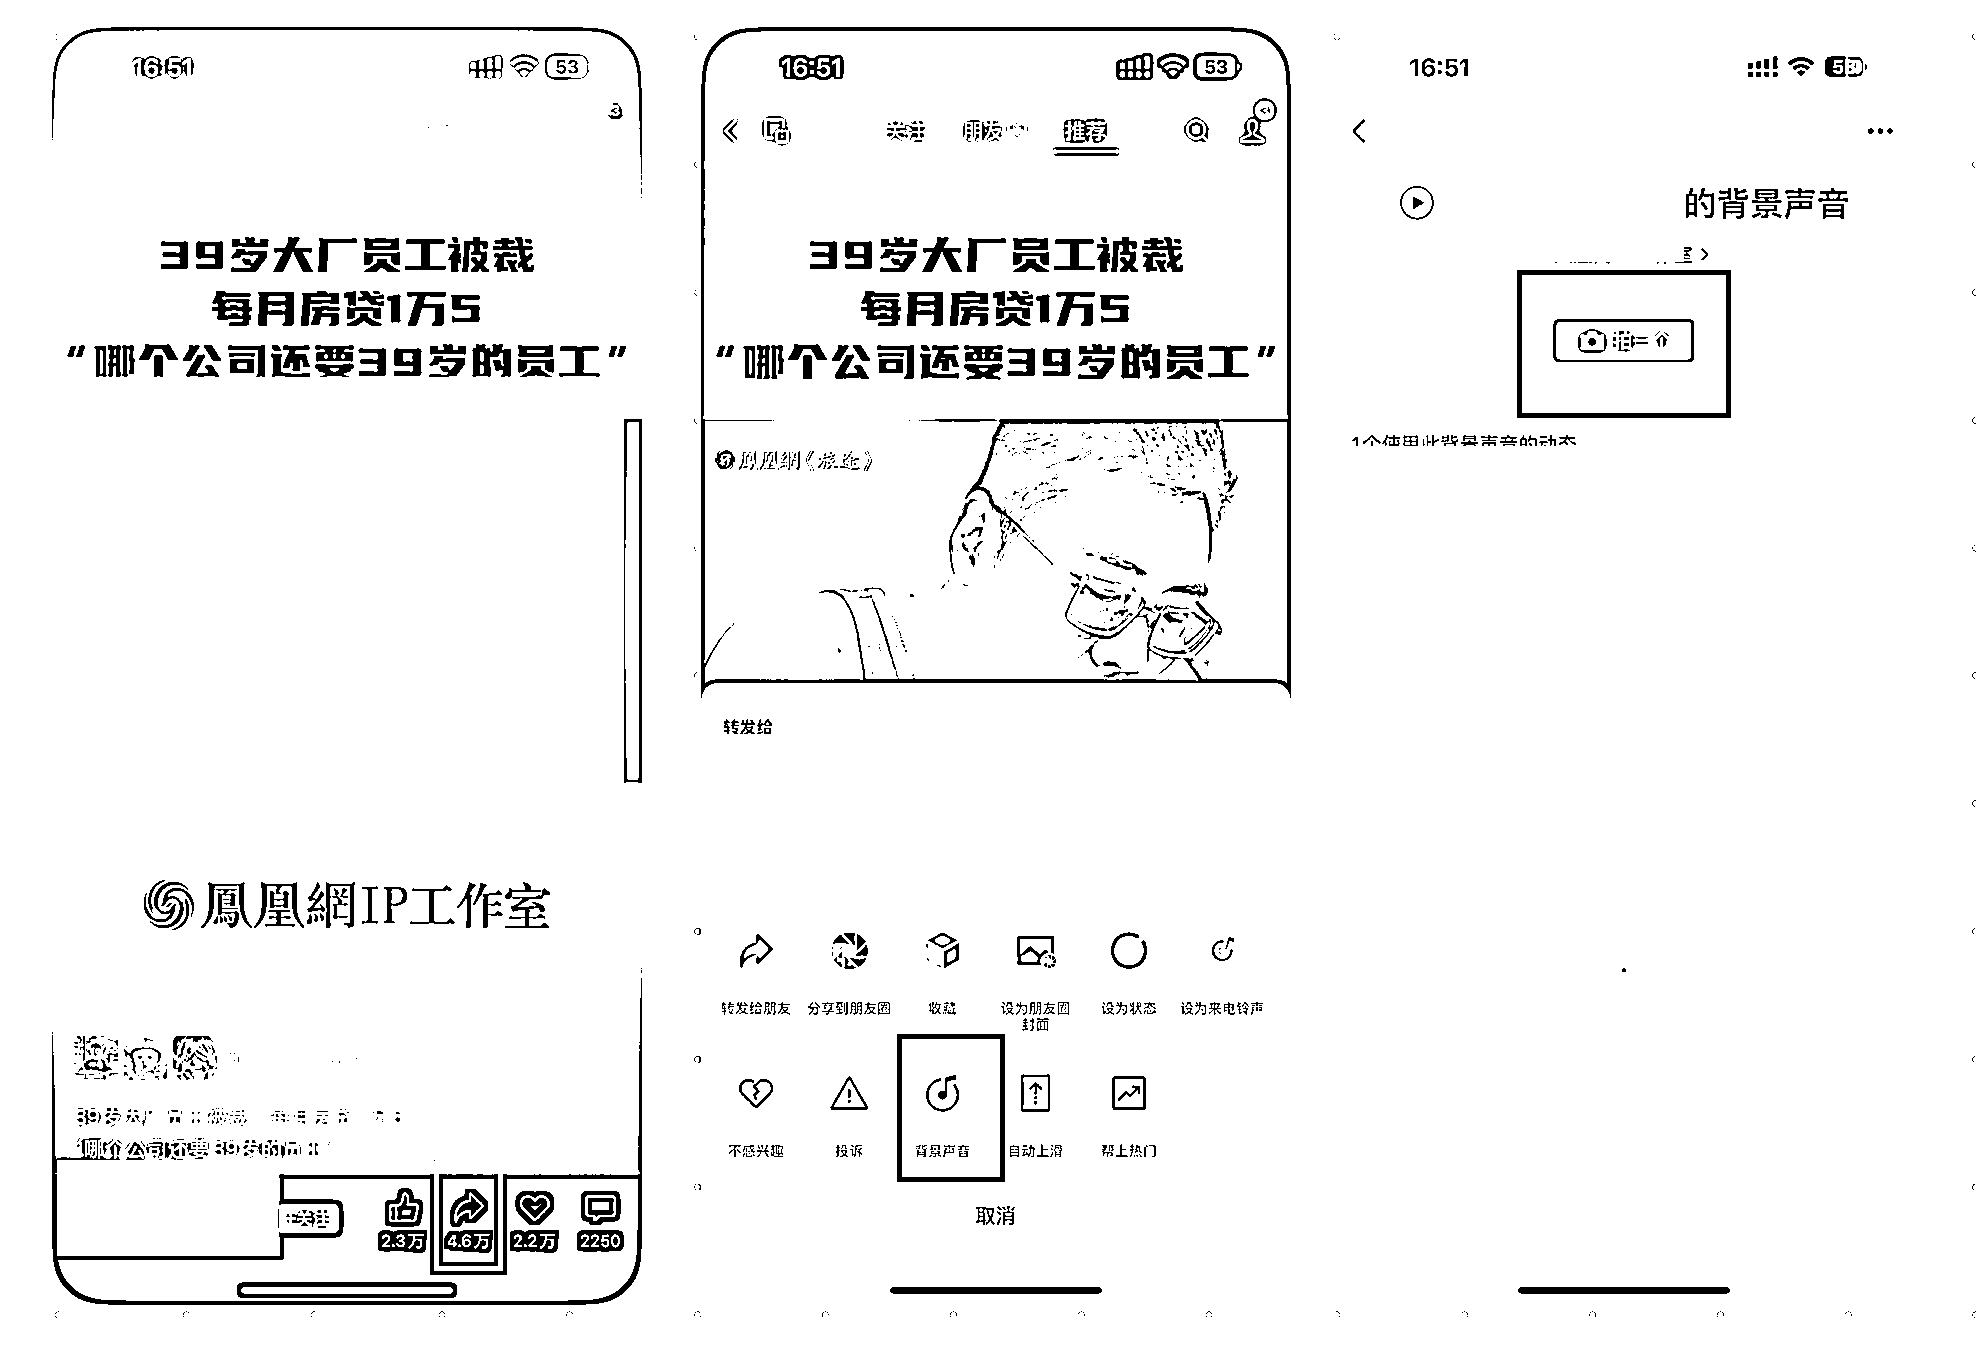 16:51
53
3
39岁大厂员工被裁
每月房贷1万5
“哪个公司还要39岁的员工”
鳳凰網IP工作室
39岁大厂员工被裁
哪个公司还要39岁的员工
关注
2.3万
4.6万
2.2万
2250
16:51
53
关注
朋友
推荐
39岁大厂员工被裁
每月房贷1万5
“哪个公司还要39岁的员工”
鳳凰網《旅途》
转发给
转发给朋友
分享到朋友圈
收藏
设为朋友圈
封面
设为状态
设为来电铃声
不感兴趣
投诉
背景声音
自动上滑
帮上热门
取消
16:51
的背景声音
1个使用此背景声音的动态